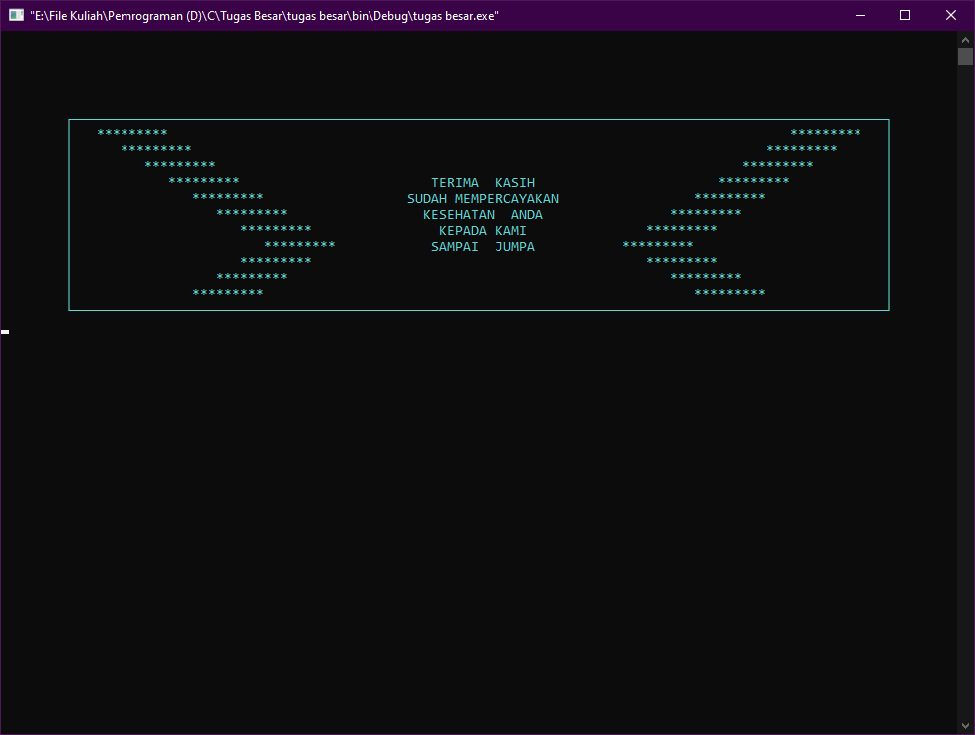 "E:\File Kuliah\Pemrograman (D)\C\Tugas Besar\tugas besar\bin\Debug\tugas besar.exe"
********* *********
********* *********
********* *********
********* *********
TERIMA  KASIH
********* *********
SUDAH MEMPERCAYAKAN
********* *********
KESEHATAN  ANDA
********* *********
KEPADA KAMI
********* *********
SAMPAI  JUMPA
********* *********
********* *********
********* *********